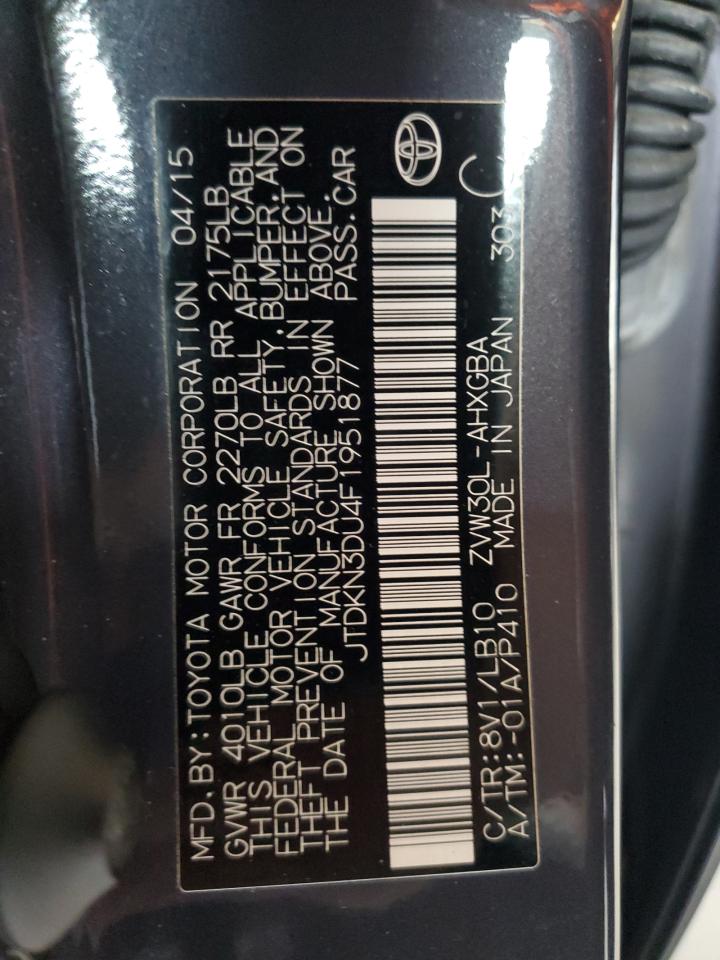 MFD.BY:TOYOTA MOTOR CORPORATION 04/15
GVWR 4010LB GAWR FR 2270LB RR 2175LB
THIS VEHICLE CONFORMS TO ALL APPLICABLE
FEDERAL MOTOR VEHICLE SAFETY,BUMPER,AND
THEFT PREVENTION STANDARDS IN EFFECT ON
THE DATE OF MANUFACTURE SHOWN ABOVE.
JTDKN3DU4F1951877 PASS.CAR
C/TR:8V1/LB10 ZVW30L-AHXGBA
A/TM:-01A/P410 MADE IN JAPAN 303